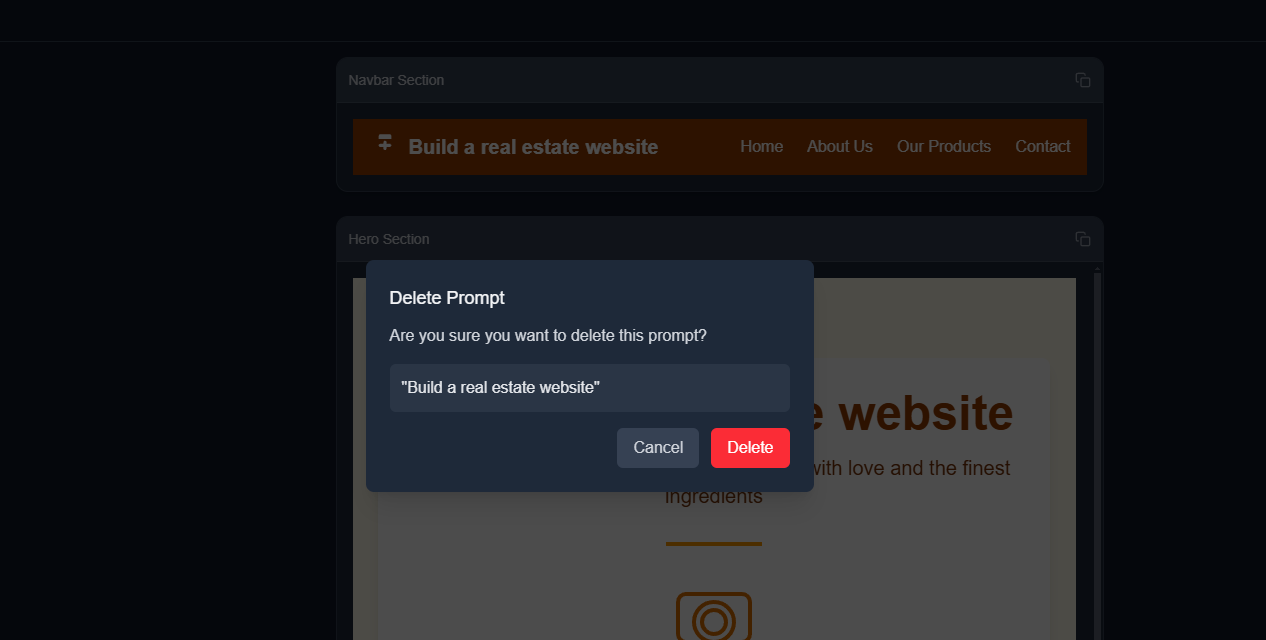 Navbar Section
Build a real estate website
Home About Us Our Products Contact
Hero Section
Delete Prompt
Are you sure you want to delete this prompt?
"Build a real estate website"
Cancel Delete
website
with love and the finest
ingredients